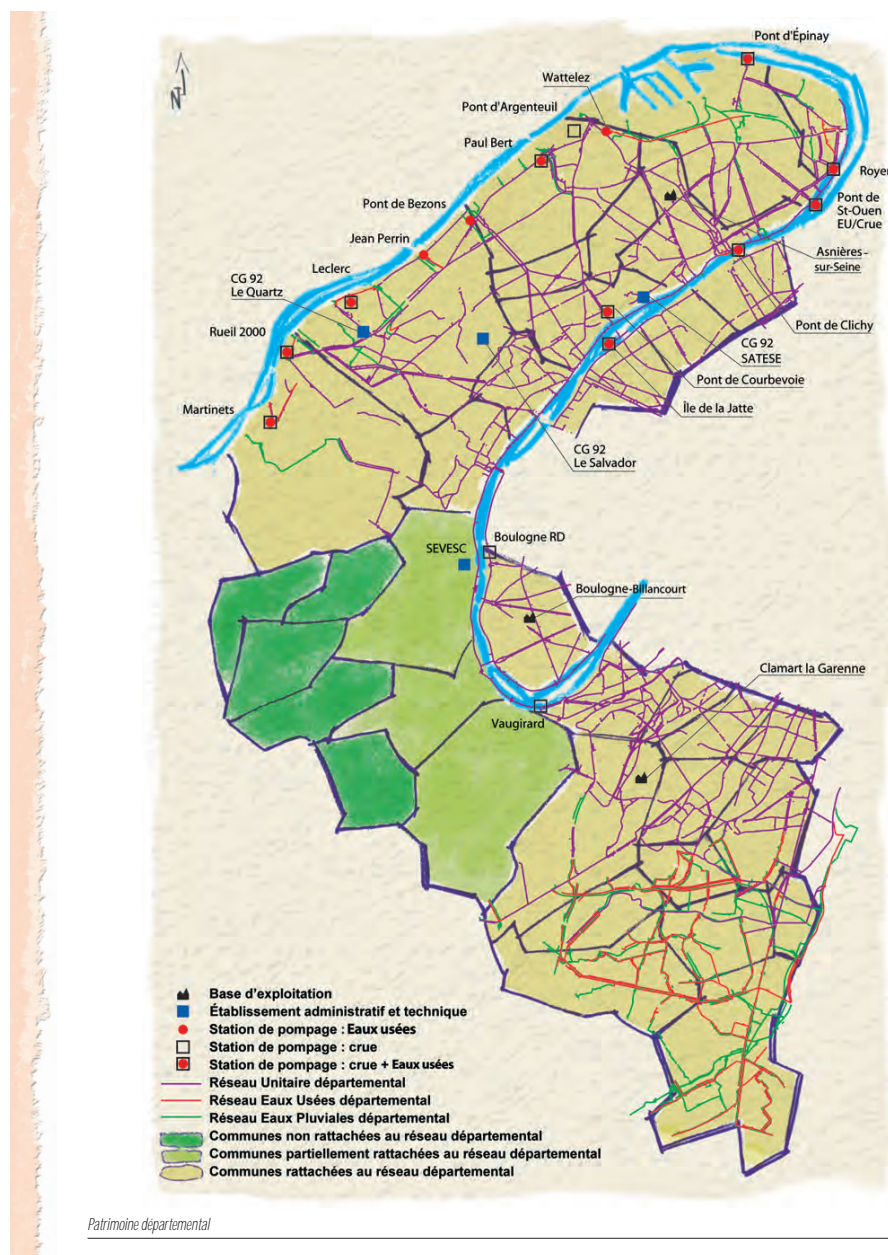 N
Pont d'Épinay
Wattelez
Pont d'Argenteuil
Paul Bert
Royer
Pont de
St-Ouen
EU/Crue
Pont de Bezons
Jean Perrin
Asnières-
sur-Seine
Leclerc
CG 92
Le Quartz
Rueil 2000
Pont de Clichy
CG 92
SATESE
Pont de Courbevoie
Martinets
Île de la Jatte
CG 92
Le Salvador
Boulogne RD
SEVESC
Boulogne-Billancourt
Clamart la Garenne
Vaugirard
Base d'exploitation
Établissement administratif et technique
Station de pompage : Eaux usées
Station de pompage : crue
Station de pompage : crue + Eaux usées
Réseau Unitaire départemental
Réseau Eaux Usées départemental
Réseau Eaux Pluviales départemental
Communes non rattachées au réseau départemental
Communes partiellement rattachées au réseau départemental
Communes rattachées au réseau départemental
Patrimoine départemental